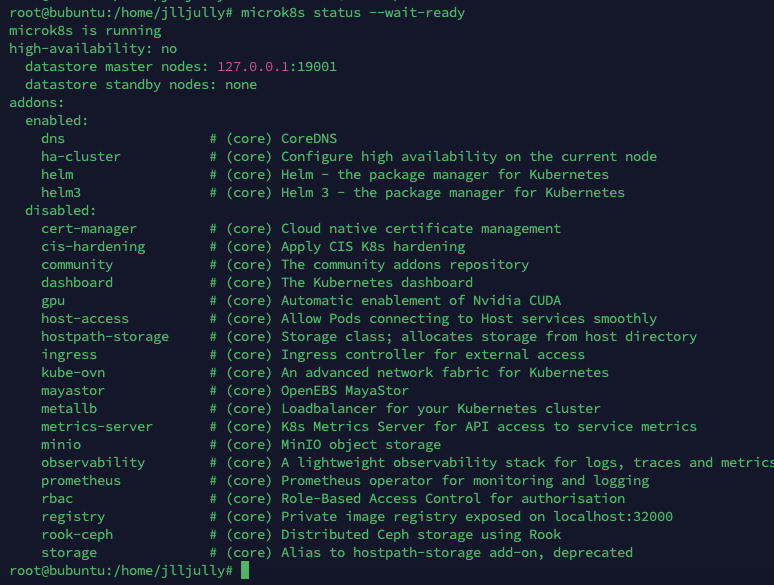 root@bubuntu:/home/jlljully# microk8s status --wait-ready
microk8s is running
high-availability: no
  datastore master nodes: 127.0.0.1:19001
  datastore standby nodes: none
addons:
  enabled:
    dns                  # (core) CoreDNS
    ha-cluster           # (core) Configure high availability on the current node
    helm                 # (core) Helm - the package manager for Kubernetes
    helm3                # (core) Helm 3 - the package manager for Kubernetes
  disabled:
    cert-manager         # (core) Cloud native certificate management
    cis-hardening        # (core) Apply CIS K8s hardening
    community            # (core) The community addons repository
    dashboard            # (core) The Kubernetes dashboard
    gpu                  # (core) Automatic enablement of Nvidia CUDA
    host-access          # (core) Allow Pods connecting to Host services smoothly
    hostpath-storage     # (core) Storage class; allocates storage from host directory
    ingress              # (core) Ingress controller for external access
    kube-ovn             # (core) An advanced network fabric for Kubernetes
    mayastor             # (core) OpenEBS MayaStor
    metallb              # (core) Loadbalancer for your Kubernetes cluster
    metrics-server       # (core) K8s Metrics Server for API access to service metrics
    minio                # (core) MinIO object storage
    observability        # (core) A lightweight observability stack for logs, traces and metrics
    prometheus           # (core) Prometheus operator for monitoring and logging
    rbac                 # (core) Role-Based Access Control for authorisation
    registry             # (core) Private image registry exposed on localhost:32000
    rook-ceph            # (core) Distributed Ceph storage using Rook
    storage              # (core) Alias to hostpath-storage add-on, deprecated
root@bubuntu:/home/jlljully#